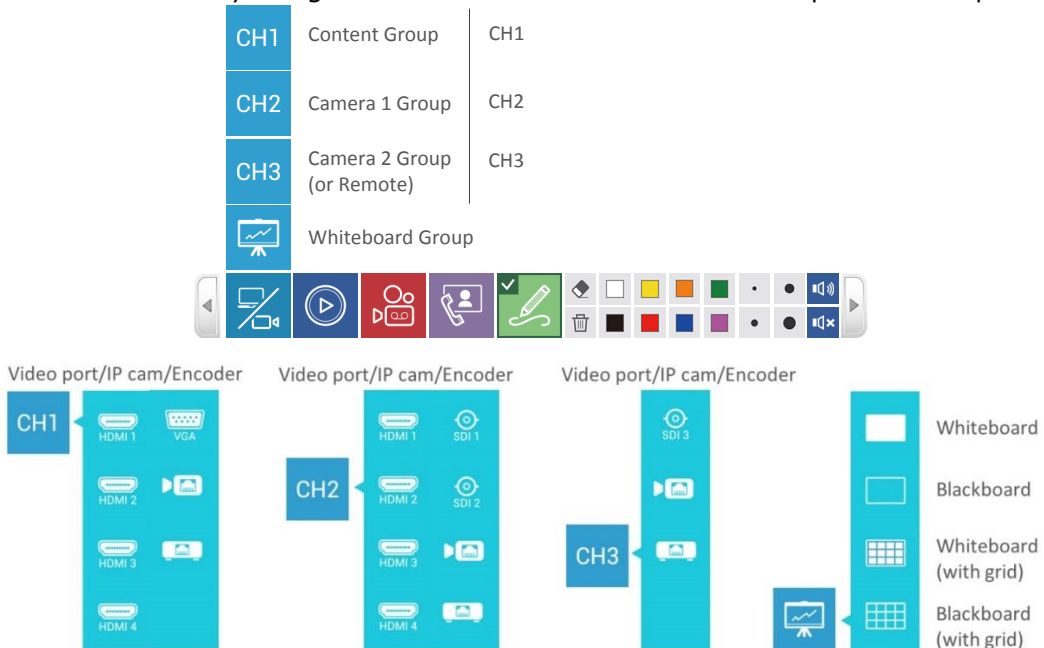 CH1 Content Group CH1
CH2 Camera 1 Group CH2
CH3 Camera 2 Group CH3
(or Remote)
Whiteboard Group
Video port/IP cam/Encoder Video port/IP cam/Encoder Video port/IP cam/Encoder
CH1
HDMI 1 VGA
HDMI 2
HDMI 3
HDMI 4
CH2
HDMI 1 SDI 1
HDMI 2 SDI 2
HDMI 3
HDMI 4
CH3
SDI 3
Whiteboard
Blackboard
Whiteboard
(with grid)
Blackboard
(with grid)